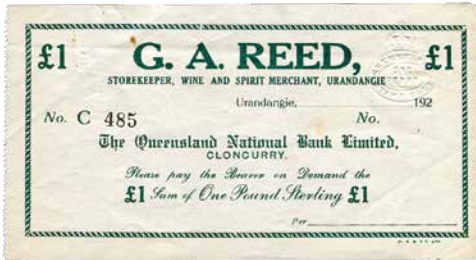 £1 G. A. REED, £1
STOREKEEPER, WINE AND SPIRIT MERCHANT, URANDANGIE
Urandangie, 192
No. C 485 No.
The Queensland National Bank Limited,
CLONCURRY.
Please pay the Bearer on Demand the
£1 Sum of One Pound Sterling £1
Per